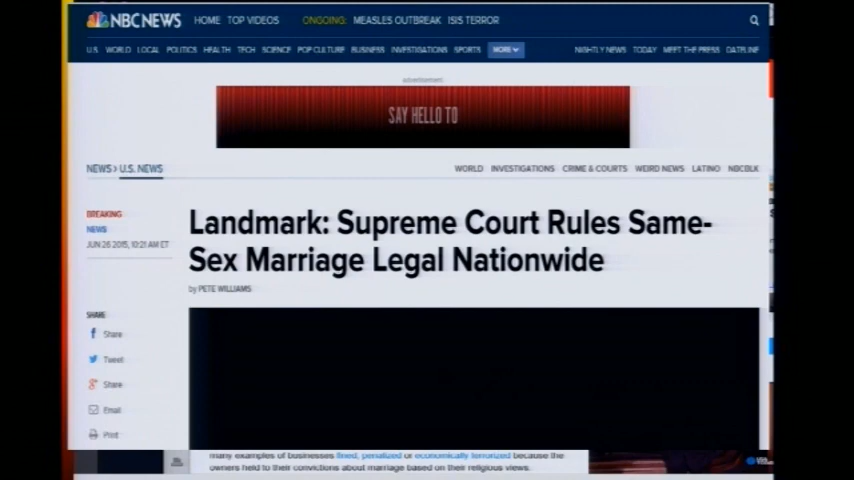 NBC NEWS HOME TOP VIDEOS ONGOING: MEASLES OUTBREAK ISIS TERROR
U.S. WORLD LOCAL POLITICS HEALTH TECH SCIENCE POP CULTURE BUSINESS INVESTIGATIONS SPORTS MORE NIGHTLY NEWS TODAY MEET THE PRESS DATELINE
advertisement
SAY HELLO TO
NEWS > U.S. NEWS WORLD INVESTIGATIONS CRIME & COURTS WEIRD NEWS LATINO NBCBLK
BREAKING
NEWS
JUN 26 2015, 10:21 AM ET
Landmark: Supreme Court Rules Same-
Sex Marriage Legal Nationwide
by PETE WILLIAMS
SHARE
Share
Tweet
Share
Email
Print
many examples of businesses fined, penalized or economically terrorized because the
owners held to their convictions about marriage based on their religious views.